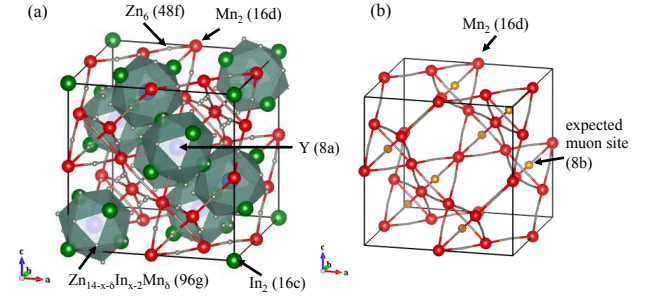 (a)
Zn6 (48f)
Mn2 (16d)
Y (8a)
Zn14-x-δInx-2Mnδ (96g)
In2 (16c)
c
b
a
(b)
Mn2 (16d)
expected
muon site
(8b)
c
b
a